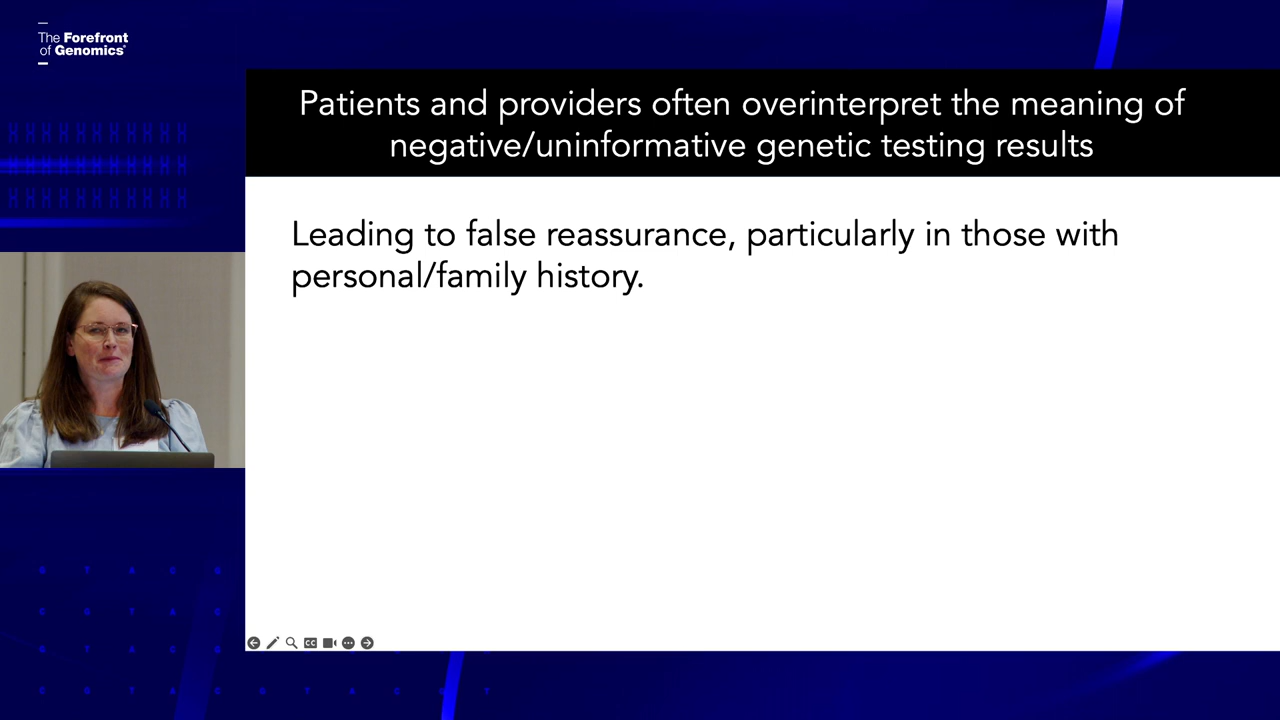 The Forefront
of Genomics®
Patients and providers often overinterpret the meaning of
negative/uninformative genetic testing results
Leading to false reassurance, particularly in those with
personal/family history.
CC